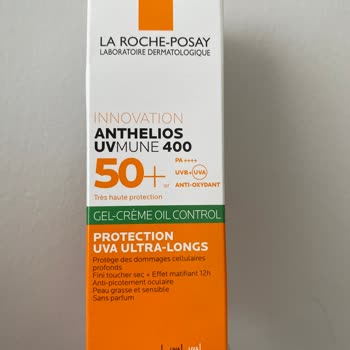 LA ROCHE-POSAY
LABORATOIRE DERMATOLOGIQUE
INNOVATION
ANTHELIOS
UVMUNE 400
50+
PA ++++
UVB+UVA
ANTI-OXYDANT
Très haute protection
GEL-CRÈME OIL CONTROL
PROTECTION
UVA ULTRA-LONGS
Protège des dommages cellulaires
profonds
Fini toucher sec + Effet matifiant 12h
Anti-picotement oculaire
Peau grasse et sensible
Sans parfum